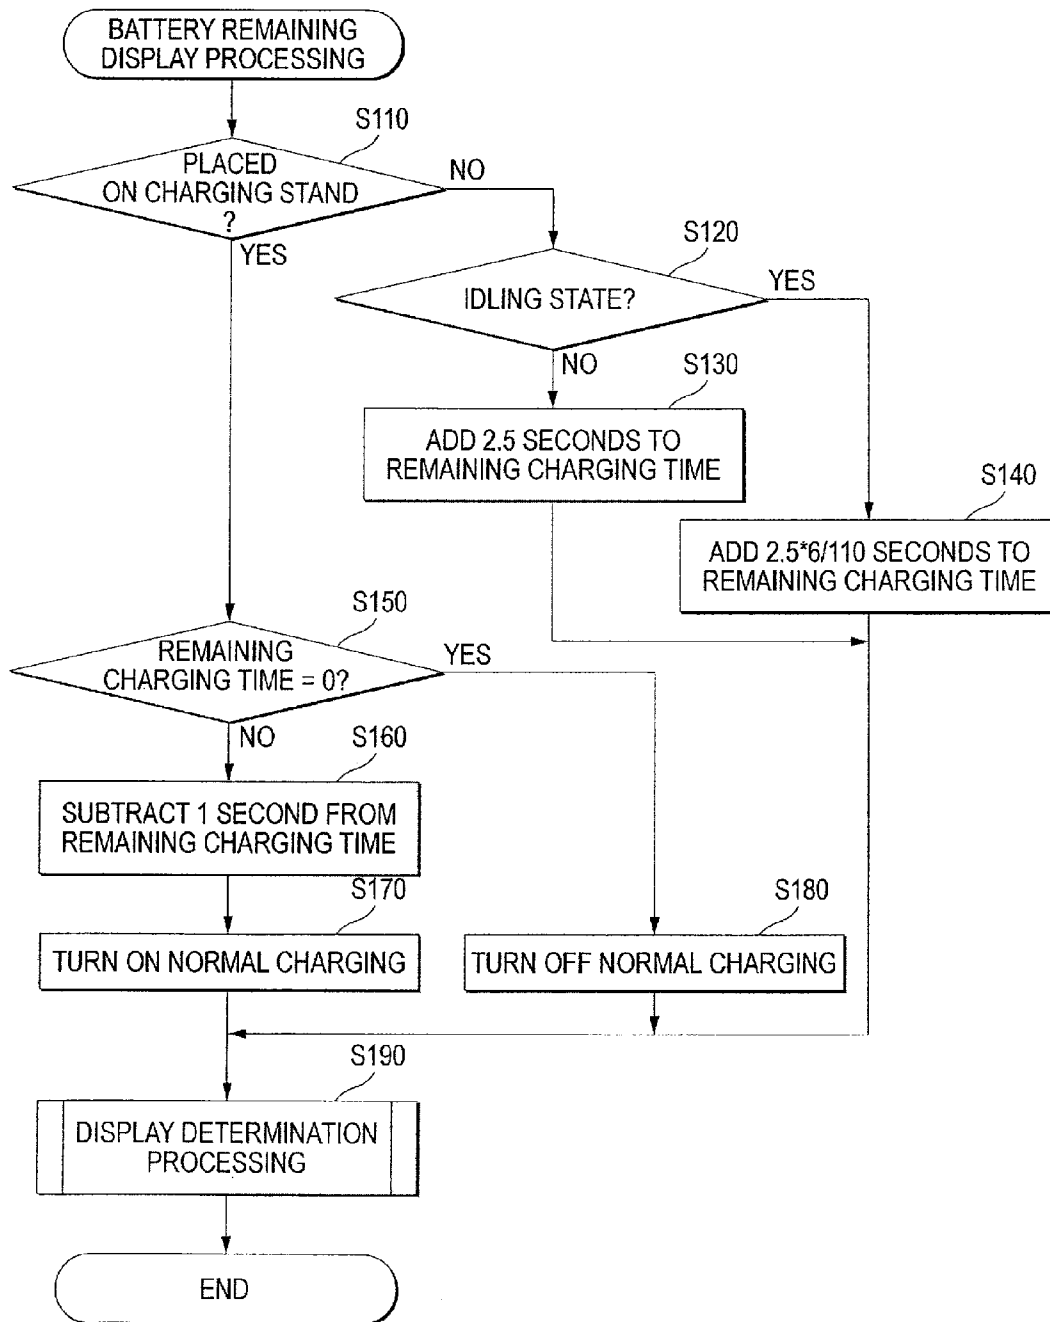 BATTERY REMAINING
DISPLAY PROCESSING
S110
PLACED
ON CHARGING STAND
?
NO
YES
S120
IDLING STATE?
YES
NO
S130
ADD 2.5 SECONDS TO
REMAINING CHARGING TIME
S140
ADD 2.5*6/110 SECONDS TO
REMAINING CHARGING TIME
S150
REMAINING
CHARGING TIME = 0?
YES
NO
S160
SUBTRACT 1 SECOND FROM
REMAINING CHARGING TIME
S170
TURN ON NORMAL CHARGING
S180
TURN OFF NORMAL CHARGING
S190
DISPLAY DETERMINATION
PROCESSING
END